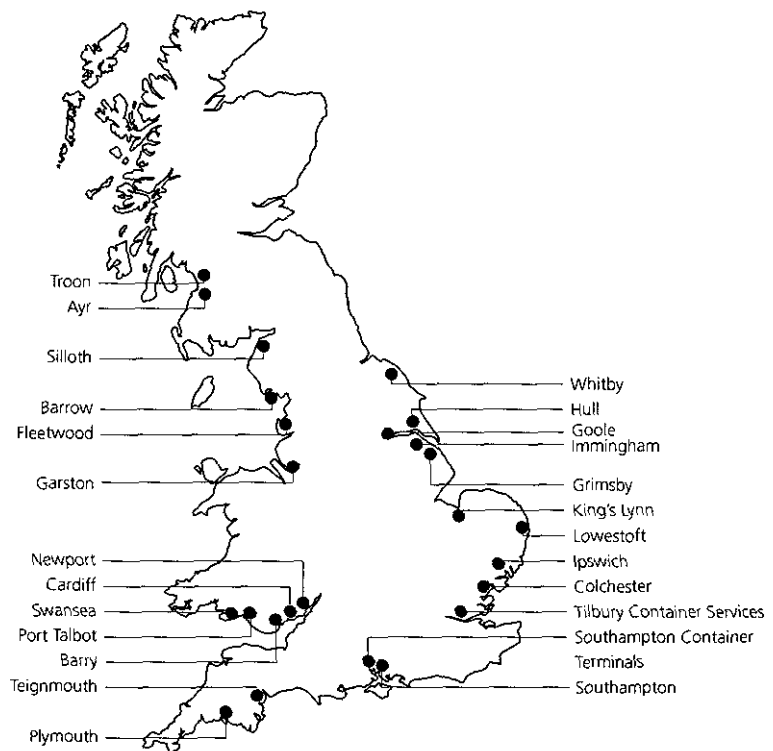 Troon
Ayr
Silloth
Barrow
Fleetwood
Garston
Newport
Cardiff
Swansea
Port Talbot
Barry
Teignmouth
Plymouth
Whitby
Hull
Goole
Immingham
Grimsby
King's Lynn
Lowestoft
Ipswich
Colchester
Tilbury Container Services
Southampton Container
Terminals
Southampton